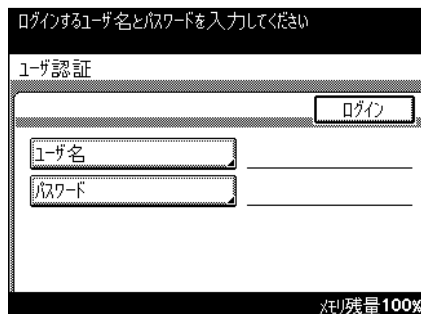 ログインするユーザ名とパスワードを入力してください
ユーザ認証
ログイン
ユーザ名
パスワード
メモリ残量100%